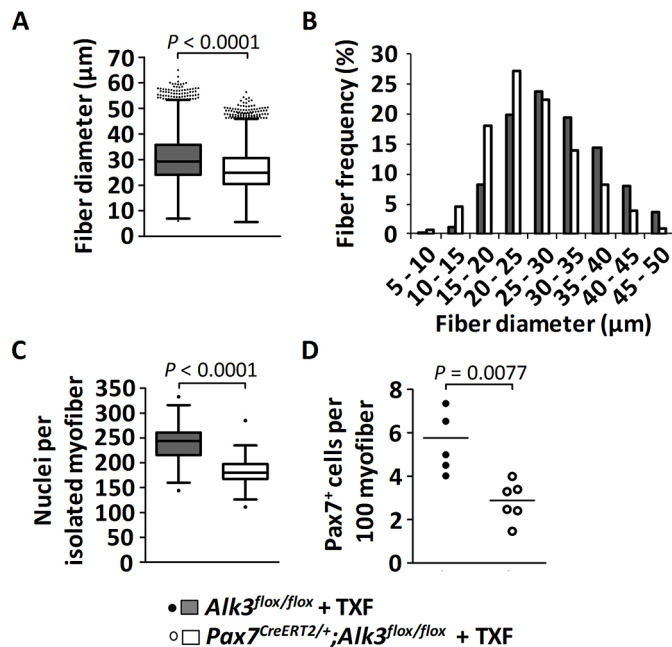 A
P < 0.0001
Fiber diameter (μm)
70
60
50
40
30
20
10
0
B
Fiber frequency (%)
30
25
20
15
10
5
0
5 - 10
10 - 15
15 - 20
20 - 25
25 - 30
30 - 35
35 - 40
40 - 45
45 - 50
Fiber diameter (μm)
C
P < 0.0001
Nuclei per
isolated myofiber
350
300
250
200
150
100
50
0
D
P = 0.0077
Pax7+ cells per
100 myofiber
8
6
4
2
0
Alk3flox/flox + TXF
Pax7CreERT2/+;Alk3flox/flox + TXF